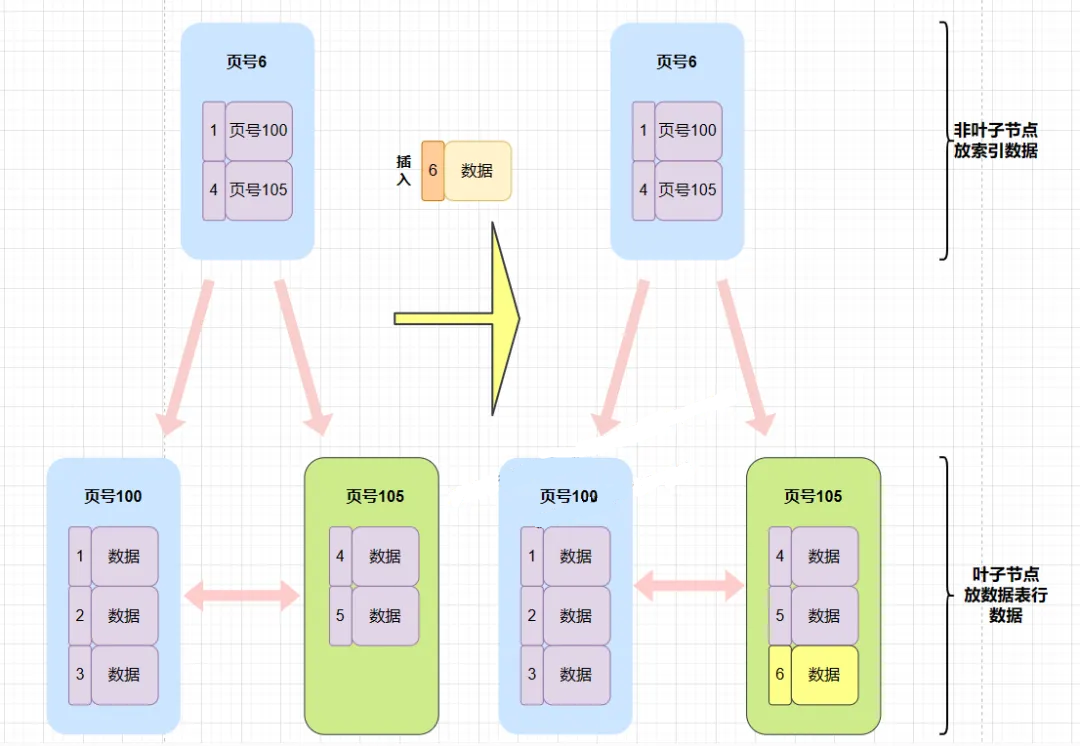 页号6
1 页号100
4 页号105
插
入
6 数据
页号6
1 页号100
4 页号105
非叶子节点
放索引数据
页号100
1 数据
2 数据
3 数据
页号105
4 数据
5 数据
页号100
1 数据
2 数据
3 数据
页号105
4 数据
5 数据
6 数据
叶子节点
放数据表行
数据